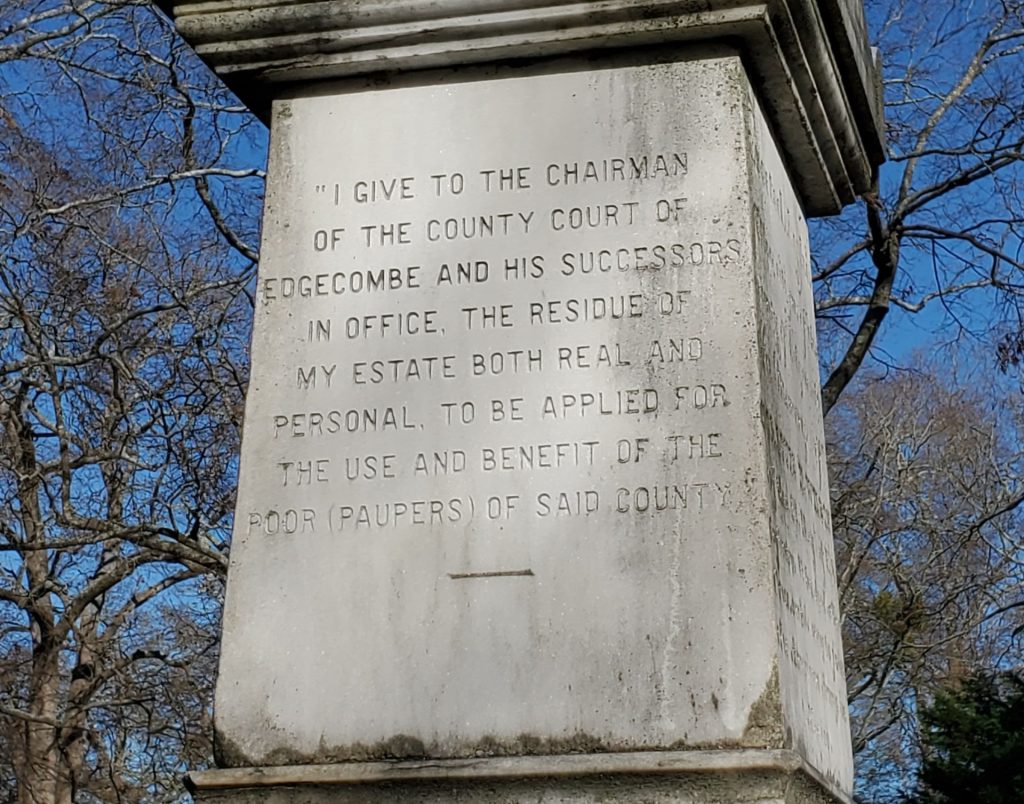 "I GIVE TO THE CHAIRMAN
OF THE COUNTY COURT OF
EDGECOMBE AND HIS SUCCESSORS
IN OFFICE, THE RESIDUE OF
MY ESTATE BOTH REAL AND
PERSONAL, TO BE APPLIED FOR
THE USE AND BENEFIT OF THE
POOR (PAUPERS) OF SAID COUNTY